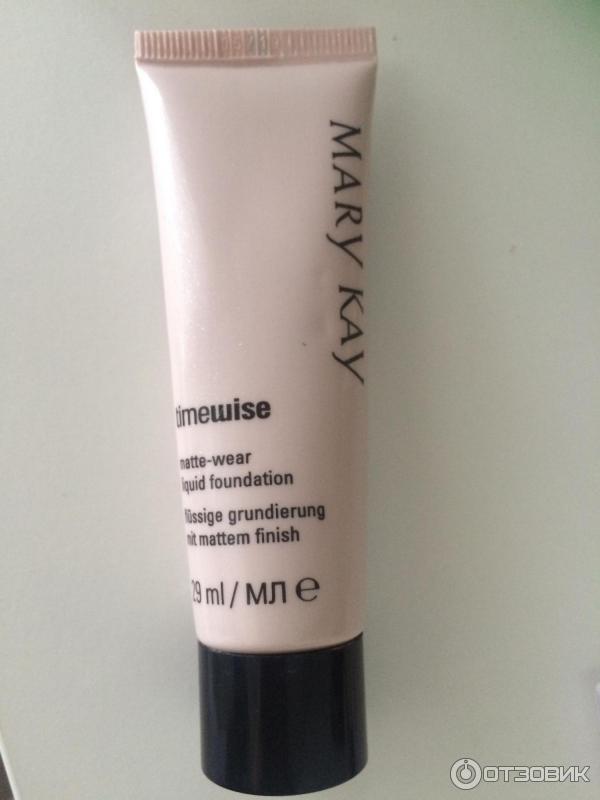 MARY KAY
timewise
matte-wear
liquid foundation
flüssige grundierung
mit mattem finish
29 ml / МЛ e
ОТЗОВИК